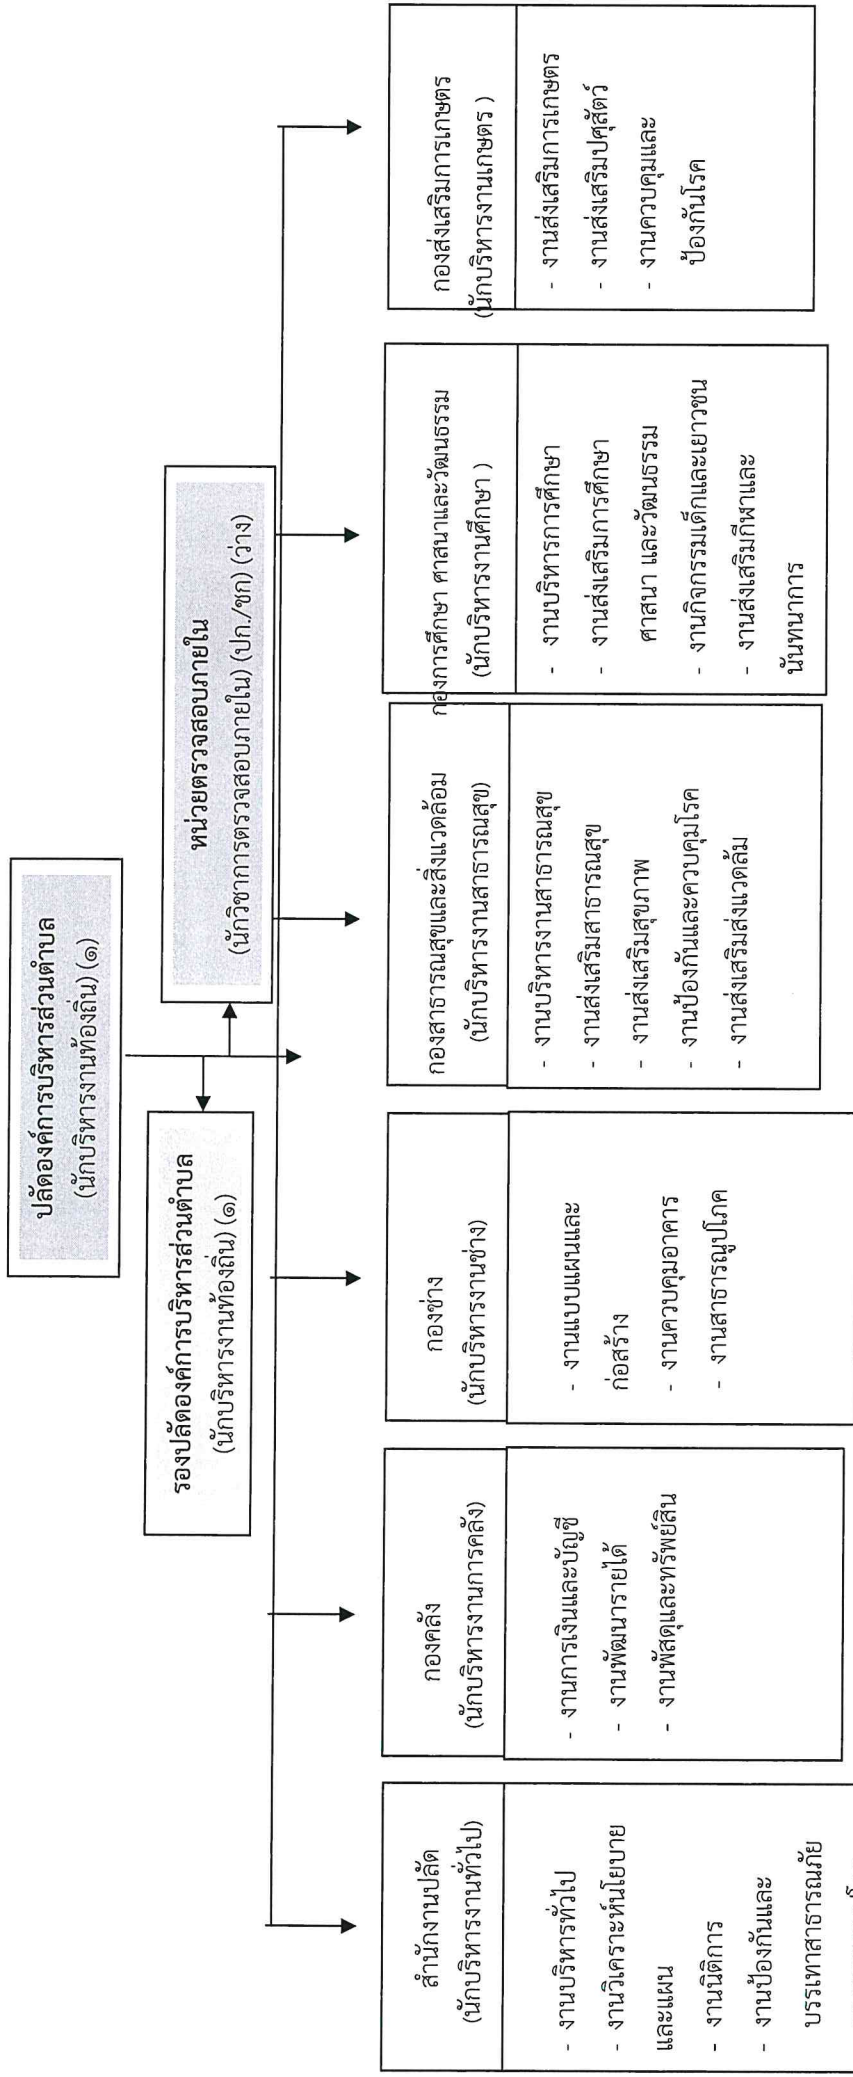 ปลัดองค์การบริหารส่วนตำบล
(นักบริหารงานท้องถิ่น) (๑)
รองปลัดองค์การบริหารส่วนตำบล
(นักบริหารงานท้องถิ่น) (๑)
หน่วยตรวจสอบภายใน
(นักวิชาการตรวจสอบภายใน) (ปก./ชก) (ว่าง)
สำนักงานปลัด
(นักบริหารงานทั่วไป)
- งานบริหารทั่วไป
- งานวิเคราะห์นโยบาย
และแผน
- งานนิติการ
- งานป้องกันและ
บรรเทาสาธารณภัย
กองคลัง
(นักบริหารงานการคลัง)
- งานการเงินและบัญชี
- งานพัฒนารายได้
- งานพัสดุและทรัพย์สิน
กองช่าง
(นักบริหารงานช่าง)
- งานแบบแผนและ
ก่อสร้าง
- งานควบคุมอาคาร
- งานสาธารณูปโภค
กองสาธารณสุขและสิ่งแวดล้อม
(นักบริหารงานสาธารณสุข)
- งานบริหารงานสาธารณสุข
- งานส่งเสริมสาธารณสุข
- งานส่งเสริมสุขภาพ
- งานป้องกันและควบคุมโรค
- งานส่งเสริมส่งแวดล้ม
กองการศึกษา ศาสนาและวัฒนธรรม
(นักบริหารงานศึกษา )
- งานบริหารการศึกษา
- งานส่งเสริมการศึกษา
ศาสนา และวัฒนธรรม
- งานกิจกรรมเด็กและเยาวชน
- งานส่งเสริมกีฬาและ
นันทนาการ
กองส่งเสริมการเกษตร
(นักบริหารงานเกษตร )
- งานส่งเสริมการเกษตร
- งานส่งเสริมปศุสัตว์
- งานควบคุมและ
ป้องกันโรค